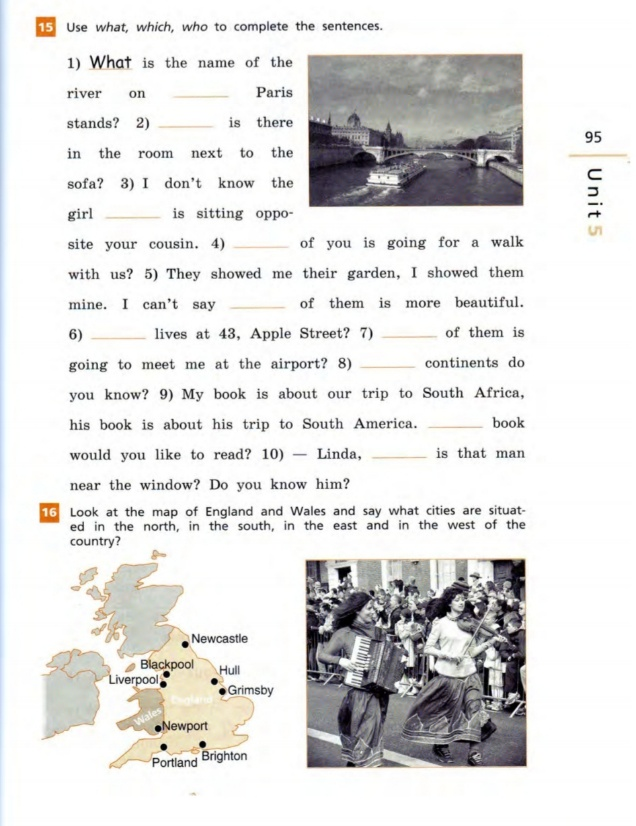 15 Use what, which, who to complete the sentences.
1) What is the name of the
river on ______ Paris
stands? 2) ______ is there
in the room next to the
sofa? 3) I don't know the
girl ______ is sitting oppo-
site your cousin. 4) ______ of you is going for a walk
with us? 5) They showed me their garden, I showed them
mine. I can't say ______ of them is more beautiful.
6) ______ lives at 43, Apple Street? 7) ______ of them is
going to meet me at the airport? 8) ______ continents do
you know? 9) My book is about our trip to South Africa,
his book is about his trip to South America. ______ book
would you like to read? 10) — Linda, ______ is that man
near the window? Do you know him?
95
Unit 5
16 Look at the map of England and Wales and say what cities are situat-
ed in the north, in the south, in the east and in the west of the
country?
Newcastle
Blackpool
Hull
Liverpool
Grimsby
England
Wales
Newport
Brighton
Portland